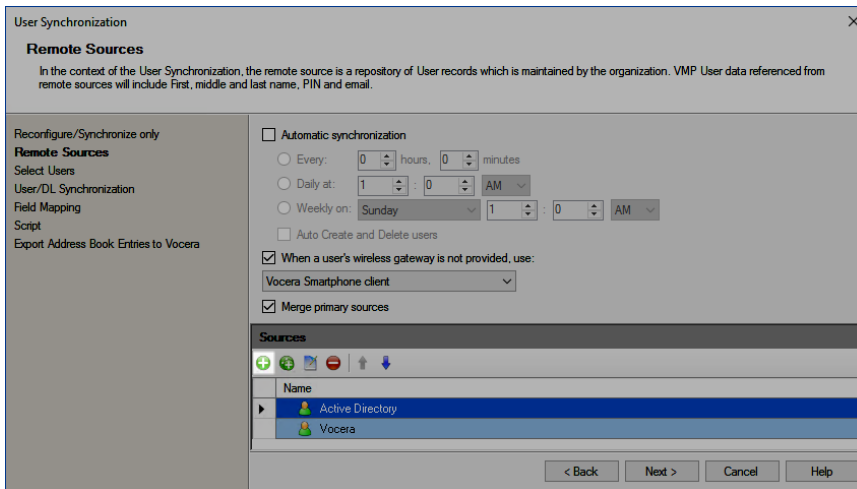 User Synchronization
Remote Sources
In the context of the User Synchronization, the remote source is a repository of User records which is maintained by the organization. VMP User data referenced from
remote sources will include First, middle and last name, PIN and email.
Reconfigure/Synchronize only
Remote Sources
Select Users
User/DL Synchronization
Field Mapping
Script
Export Address Book Entries to Vocera
Automatic synchronization
Every: 0 hours, 0 minutes
Daily at: 1 : 0 AM
Weekly on: Sunday 1 : 0 AM
Auto Create and Delete users
When a user's wireless gateway is not provided, use:
Vocera Smartphone client
Merge primary sources
Sources
Name
Active Directory
Vocera
< Back Next > Cancel Help